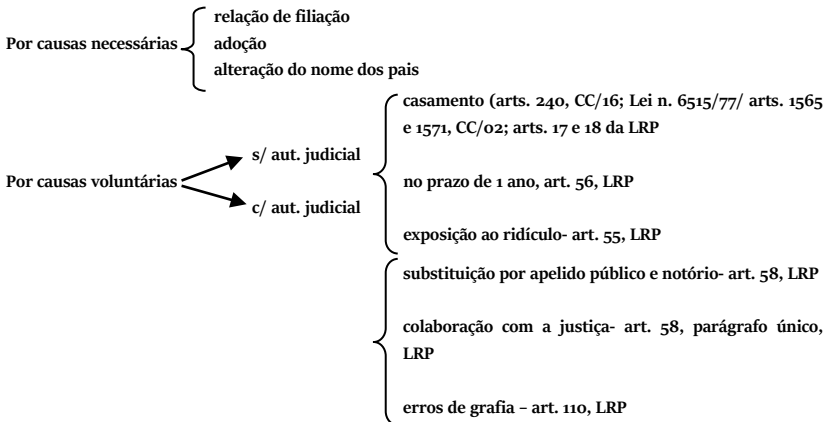 relação de filiação
Por causas necessárias
adoção
alteração do nome dos pais
casamento (arts. 240, CC/16; Lei n. 6515/77/ arts. 1565
e 1571, CC/02; arts. 17 e 18 da LRP
s/ aut. judicial
Por causas voluntárias
no prazo de 1 ano, art. 56, LRP
c/ aut. judicial
exposição ao ridículo- art. 55, LRP
substituição por apelido público e notório- art. 58, LRP
colaboração com a justiça- art. 58, parágrafo único,
LRP
erros de grafia – art. 110, LRP